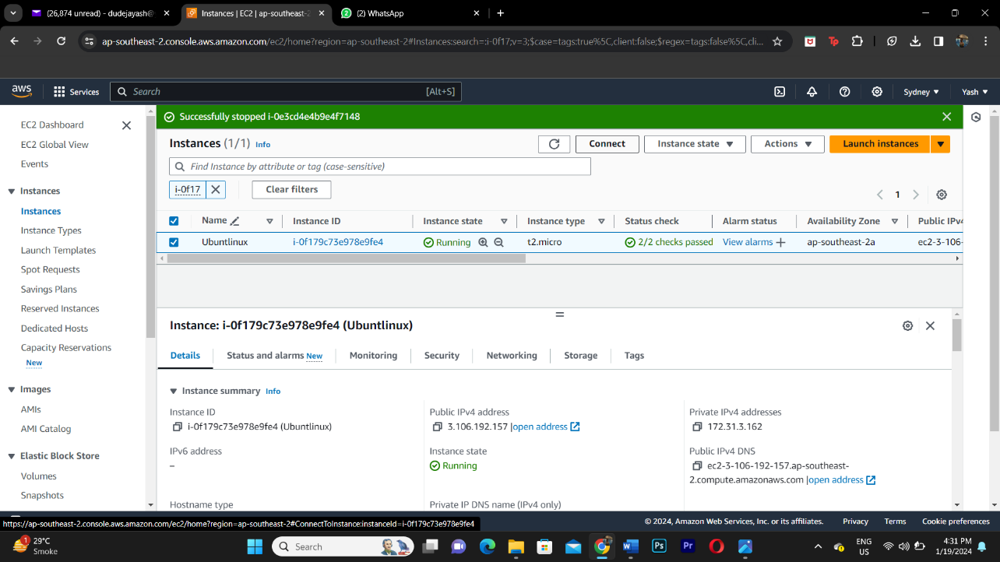 (26,874 unread) - dudejayash@
Instances | EC2 | ap-southeast-2
(2) WhatsApp
ap-southeast-2.console.aws.amazon.com/ec2/home?region=ap-southeast-2#Instances:search=:i-0f17;v=3;$case=tags:true%5C,client:false;$regex=tags:false%5C,cli...
aws
Services
Search
[Alt+S]
Sydney
Yash
EC2 Dashboard
EC2 Global View
Events
Instances
Instances
Instance Types
Launch Templates
Spot Requests
Savings Plans
Reserved Instances
Dedicated Hosts
Capacity Reservations
New
Images
AMIs
AMI Catalog
Elastic Block Store
Volumes
Snapshots
Successfully stopped i-0e3cd4e4b9e4f7148
Instances (1/1) Info
Connect
Instance state
Actions
Launch instances
Find Instance by attribute or tag (case-sensitive)
i-0f17
Clear filters
1
Name Instance ID Instance state Instance type Status check Alarm status Availability Zone Public IPv4
Ubuntlinux i-0f179c73e978e9fe4 Running t2.micro 2/2 checks passed View alarms + ap-southeast-2a ec2-3-106-
Instance: i-0f179c73e978e9fe4 (Ubuntlinux)
Details Status and alarms New Monitoring Security Networking Storage Tags
Instance summary Info
Instance ID
i-0f179c73e978e9fe4 (Ubuntlinux)
Public IPv4 address
3.106.192.157 |open address
Private IPv4 addresses
172.31.3.162
IPv6 address
–
Instance state
Running
Public IPv4 DNS
ec2-3-106-192-157.ap-southeast-
2.compute.amazonaws.com |open address
Hostname type
Private IP DNS name (IPv4 only)
https://ap-southeast-2.console.aws.amazon.com/ec2/home?region=ap-southeast-2#ConnectToInstance:instanceId=i-0f179c73e978e9fe4
© 2024, Amazon Web Services, Inc. or its affiliates.
Privacy
Terms
Cookie preferences
1
29°C
Smoke
Search
Ps
Pr
ENG
US
4:31 PM
1/19/2024